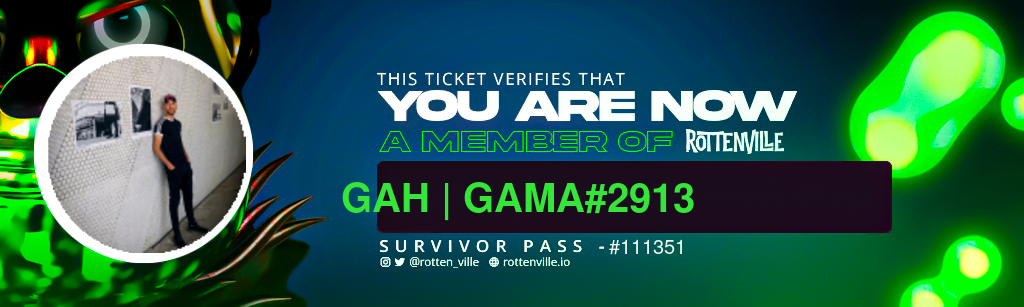 THIS TICKET VERIFIES THAT
YOU ARE NOW
A MEMBER OF ROTTENVILLE
GAH | GAMA#2913
SURVIVOR PASS - #111351
@rotten_ville rottenville.io